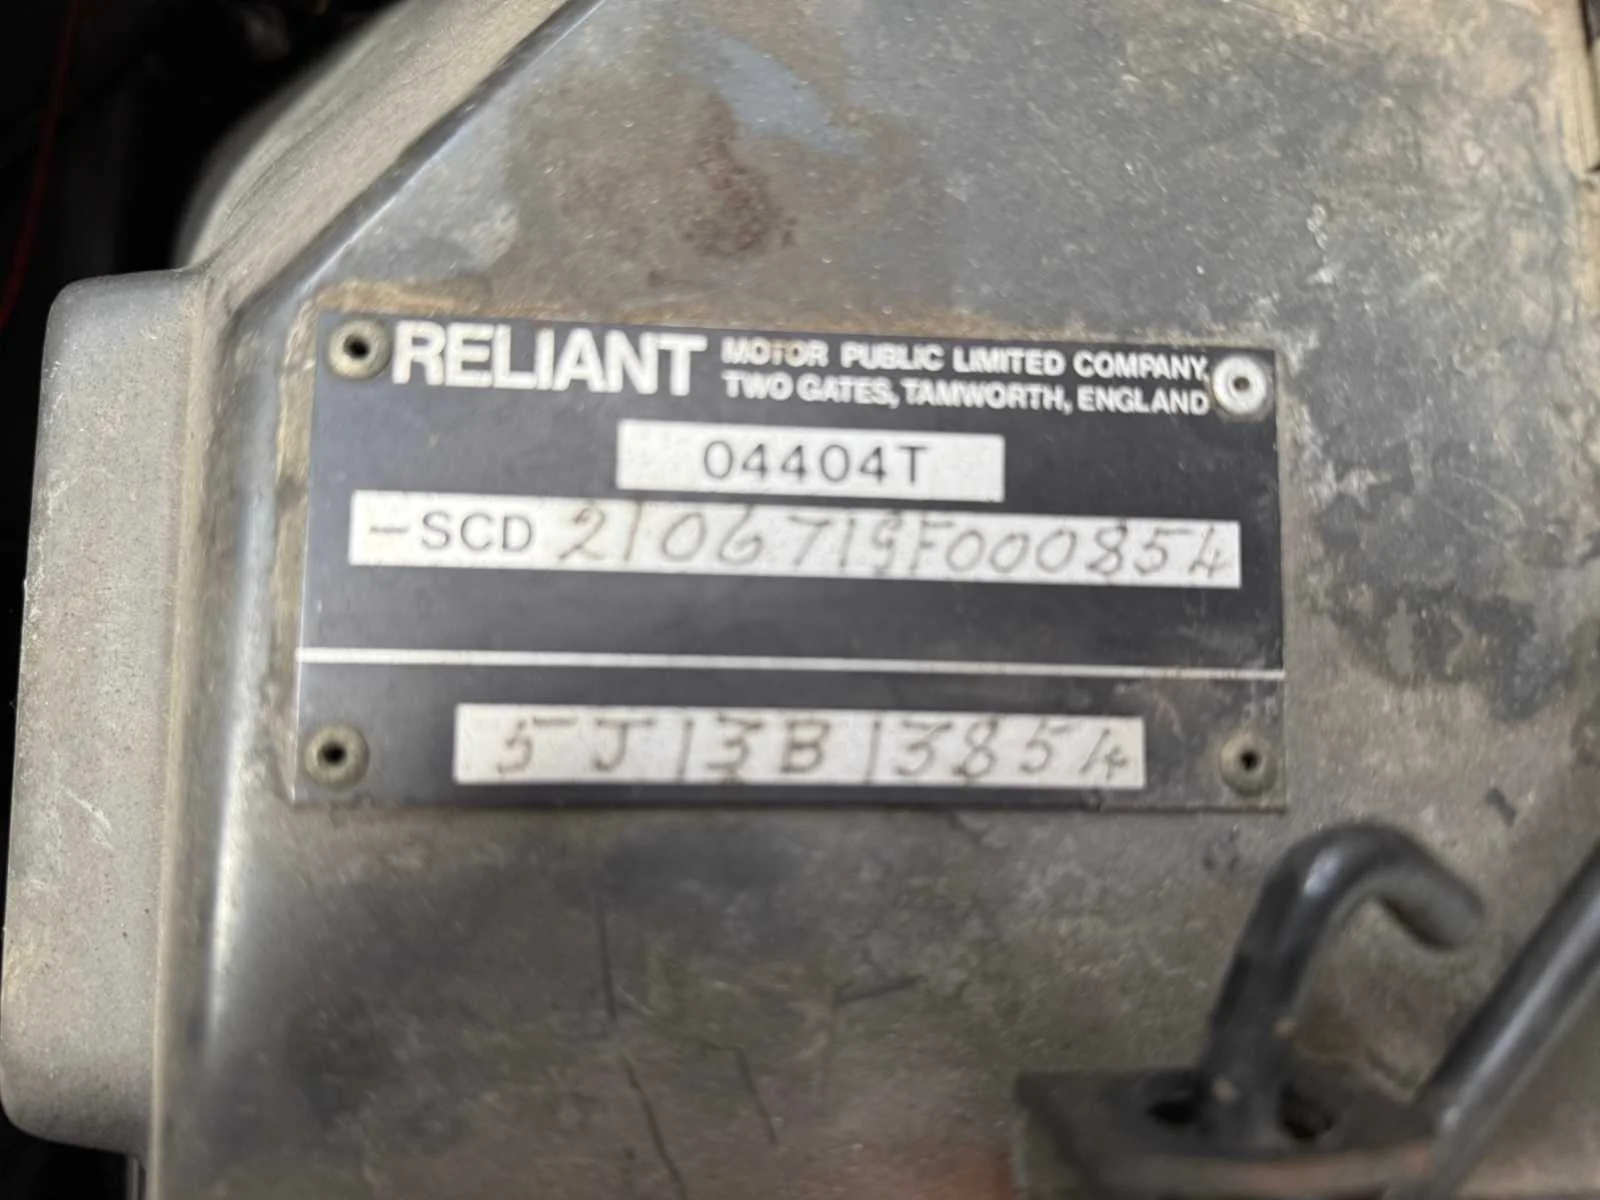 RELIANT MOTOR PUBLIC LIMITED COMPANY,
TWO GATES, TAMWORTH, ENGLAND
04404T
-SCD 2106719F000854
5J13B13854